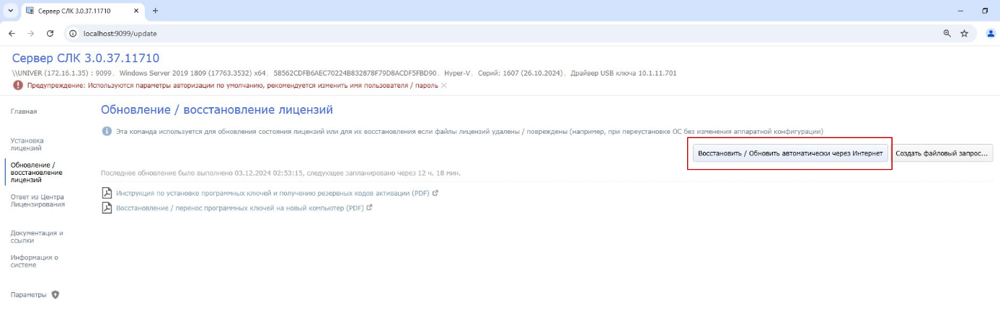 Сервер СЛК 3.0.37.11710
localhost:9099/update
Сервер СЛК 3.0.37.11710
\\UNIVER (172.16.1.35) : 9099, Windows Server 2019 1809 (17763.3532) x64, 58562CDFB6AEC70224B832878F79D8ACDF5FBD90, Hyper-V, Серий: 1607 (26.10.2024), Драйвер USB ключа 10.1.11.701
Предупреждение: Используются параметры авторизации по умолчанию, рекомендуется изменить имя пользователя / пароль
Главная
Установка
лицензий
Обновление /
восстановление
лицензий
Ответ из Центра
Лицензирования
Документация и
ссылки
Информация о
системе
Параметры
Обновление / восстановление лицензий
Эта команда используется для обновления состояния лицензий или для их восстановления если файлы лицензий удалены / повреждены (например, при переустановке ОС без изменения аппаратной конфигурации)
Восстановить / Обновить автоматически через Интернет
Создать файловый запрос...
Последнее обновление было выполнено 03.12.2024 02:53:15, следующее запланировано через 12 ч. 18 мин.
Инструкция по установке программных ключей и получению резервных кодов активации (PDF)
Восстановление / перенос программных ключей на новый компьютер (PDF)